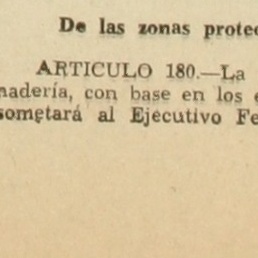 De las zonas protec
ARTICULO 180.—La
nadería, con base en los e
sometará al Ejecutivo Fe